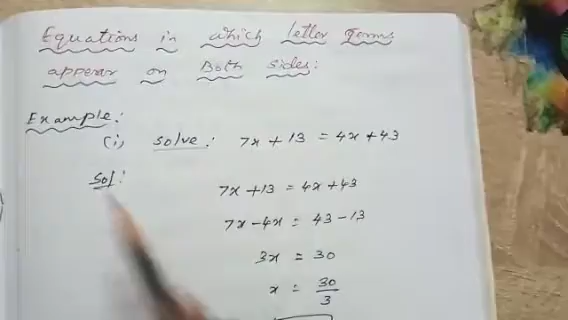 Equations in which letter terms
appear on Both sides:
Example:
(i) solve: 7x + 13 = 4x + 43
Sol:
7x + 13 = 4x + 43
7x - 4x = 43 - 13
3x = 30
x = 30/3